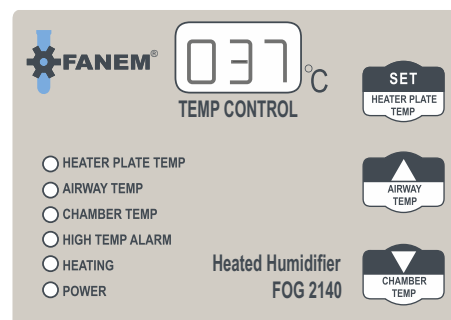 FANEM®
037 °C
TEMP CONTROL
SET
HEATER PLATE
TEMP
HEATER PLATE TEMP
AIRWAY TEMP
CHAMBER TEMP
HIGH TEMP ALARM
HEATING
POWER
AIRWAY
TEMP
Heated Humidifier
FOG 2140
CHAMBER
TEMP